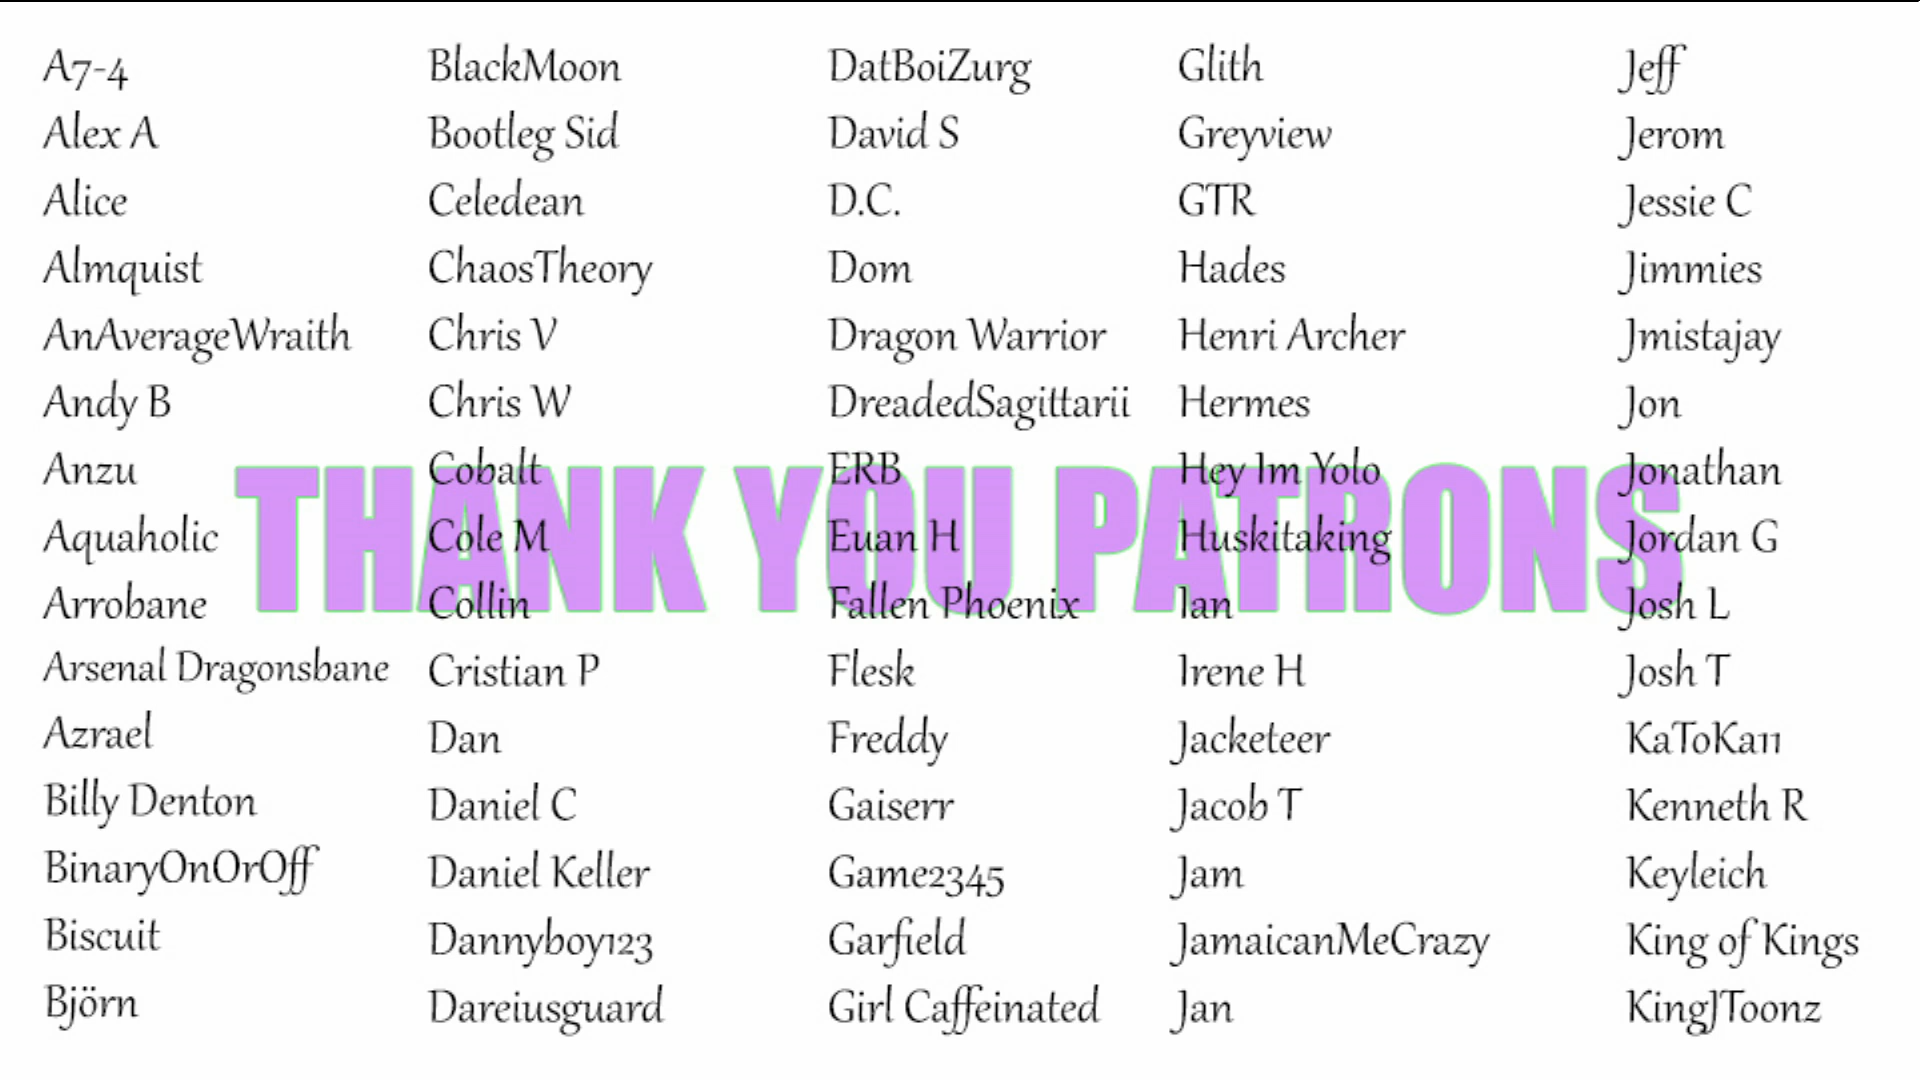 A7-4
Alex A
Alice
Almquist
AnAverageWraith
Andy B
Anzu
Aquaholic
Arrobane
Arsenal Dragonsbane
Azrael
Billy Denton
BinaryOnOrOff
Biscuit
Björn
BlackMoon
Bootleg Sid
Celedean
ChaosTheory
Chris V
Chris W
Cobalt
Cole M
Collin
Cristian P
Dan
Daniel C
Daniel Keller
Dannyboy123
Dareiusguard
DatBoiZurg
David S
D.C.
Dom
Dragon Warrior
DreadedSagittarii
ERB
Euan H
Fallen Phoenix
Flesk
Freddy
Gaiserr
Game2345
Garfield
Girl Caffeinated
Glith
Greyview
GTR
Hades
Henri Archer
Hermes
Hey Im Yolo
Huskitaking
Ian
Irene H
Jacketeer
Jacob T
Jam
JamaicanMeCrazy
Jan
Jeff
Jerom
Jessie C
Jimmies
Jmistajay
Jon
Jonathan
Jordan G
Josh L
Josh T
KaToKa11
Kenneth R
Keyleich
King of Kings
KingJToonz
THANK YOU PATRONS